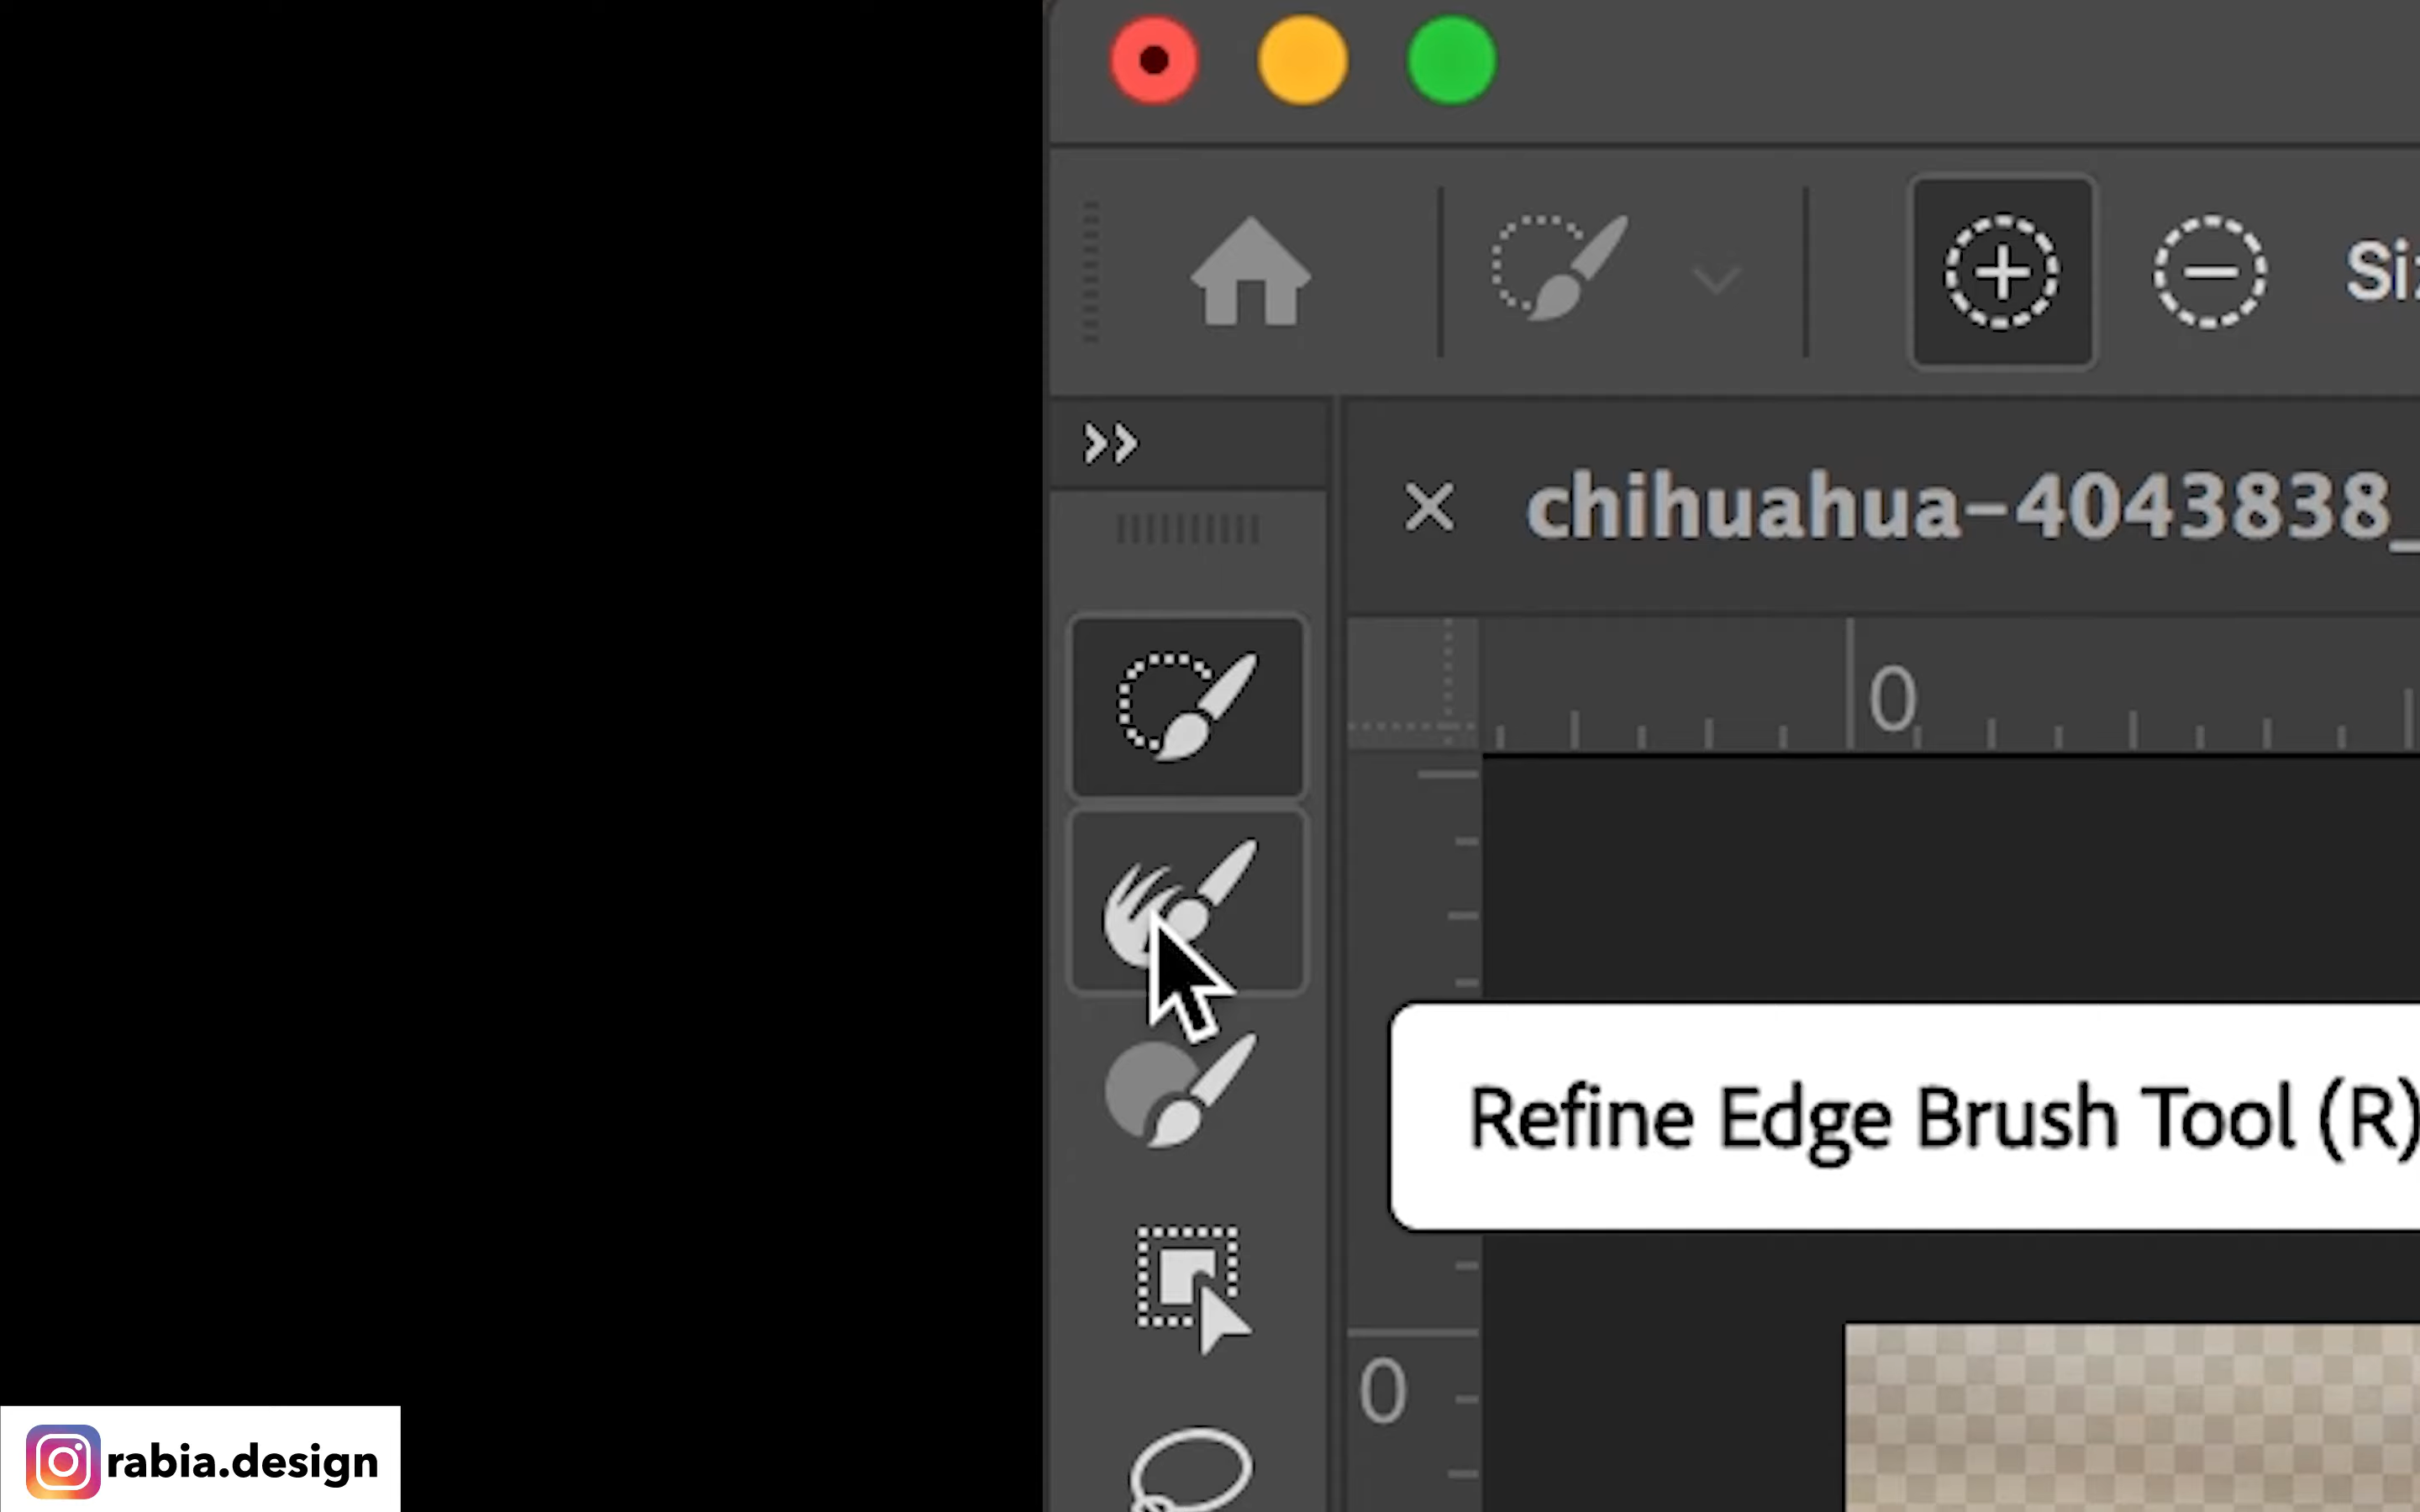 Si
chihuahua-4043838_
0
Refine Edge Brush Tool (R)
0
rabia.design